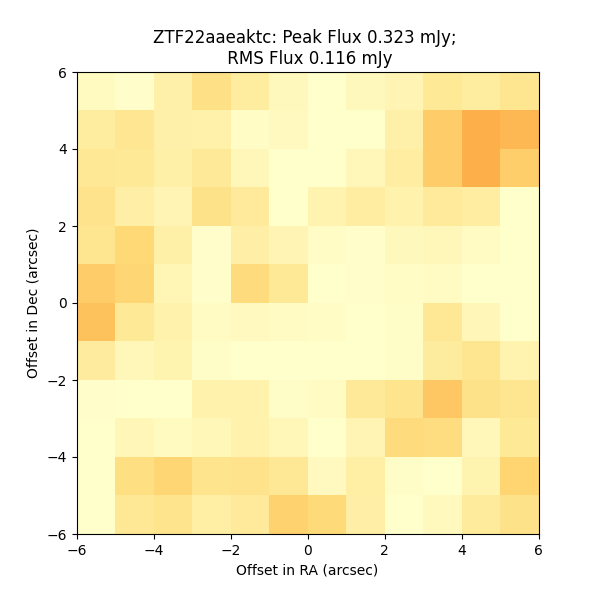 ZTF22aaeaktc: Peak Flux 0.323 mJy;
RMS Flux 0.116 mJy
6
4
2
0
−2
−4
−6
Offset in Dec (arcsec)
−6 −4 −2 0 2 4 6
Offset in RA (arcsec)